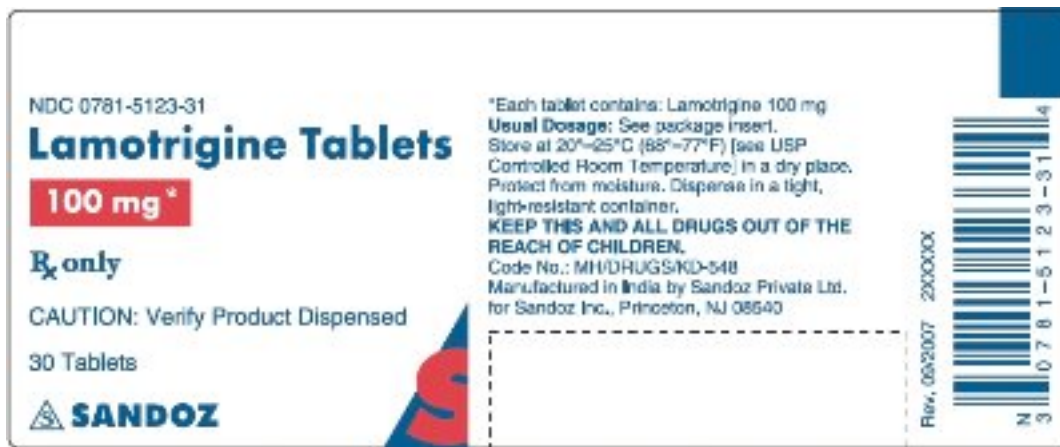 NDC 0781-5123-31
Lamotrigine Tablets
100 mg*
Rx only
CAUTION: Verify Product Dispensed
30 Tablets
SANDOZ
*Each tablet contains: Lamotrigine 100 mg
Usual Dosage: See package insert.
Store at 20°–25°C (68°–77°F) [see USP
Controlled Room Temperature] in a dry place.
Protect from moisture. Dispense in a tight,
light-resistant container.
KEEP THIS AND ALL DRUGS OUT OF THE
REACH OF CHILDREN.
Code No.: MH/DRUGS/KD-548
Manufactured in India by Sandoz Private Ltd.
for Sandoz Inc., Princeton, NJ 08540
Rev. 09/2007 2XXXXX
N 3 0781-5123-31 4